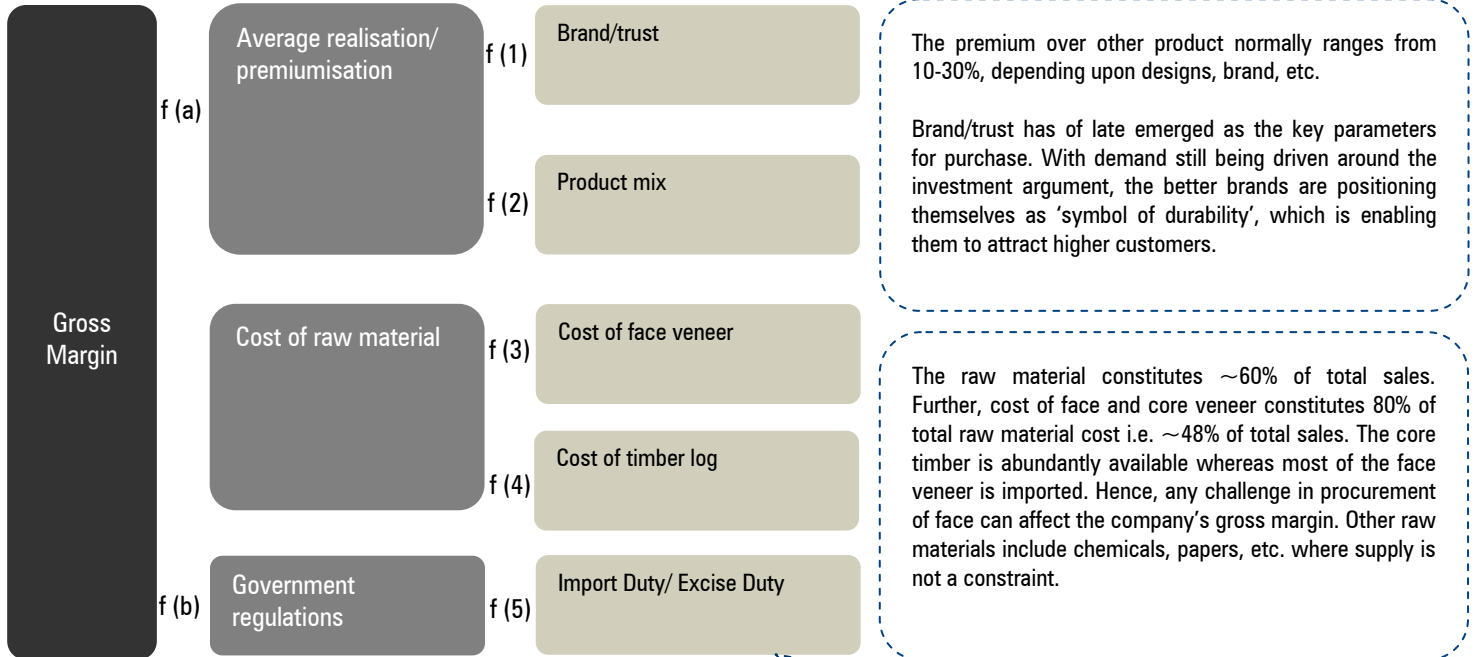 Gross
Margin
f (a)
Average realisation/
premiumisation
f (1)
Brand/trust
f (2)
Product mix
Cost of raw material
f (3)
Cost of face veneer
f (4)
Cost of timber log
f (b)
Government
regulations
f (5)
Import Duty/ Excise Duty
The premium over other product normally ranges from
10-30%, depending upon designs, brand, etc.
Brand/trust has of late emerged as the key parameters
for purchase. With demand still being driven around the
investment argument, the better brands are positioning
themselves as ‘symbol of durability’, which is enabling
them to attract higher customers.
The raw material constitutes ~60% of total sales.
Further, cost of face and core veneer constitutes 80% of
total raw material cost i.e. ~48% of total sales. The core
timber is abundantly available whereas most of the face
veneer is imported. Hence, any challenge in procurement
of face can affect the company’s gross margin. Other raw
materials include chemicals, papers, etc. where supply is
not a constraint.